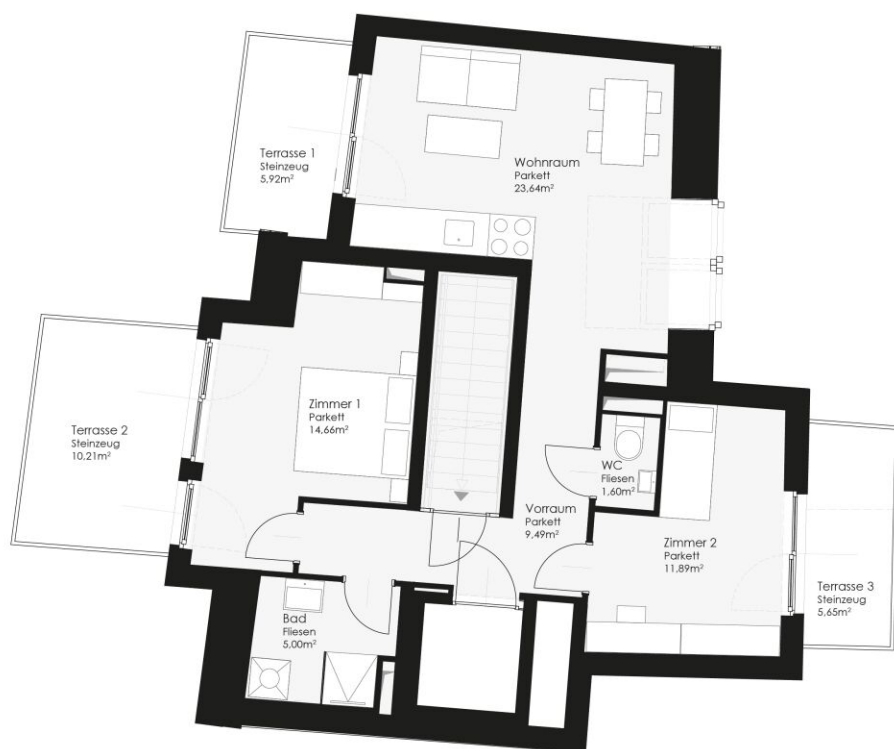 Terrasse 1
Steinzeug
5,92m²
Wohnraum
Parkett
23,64m²
Terrasse 2
Steinzeug
10,21m²
Zimmer 1
Parkett
14,66m²
WC
Fliesen
1,60m²
Vorraum
Parkett
9,49m²
Zimmer 2
Parkett
11,89m²
Terrasse 3
Steinzeug
5,65m²
Bad
Fliesen
5,00m²